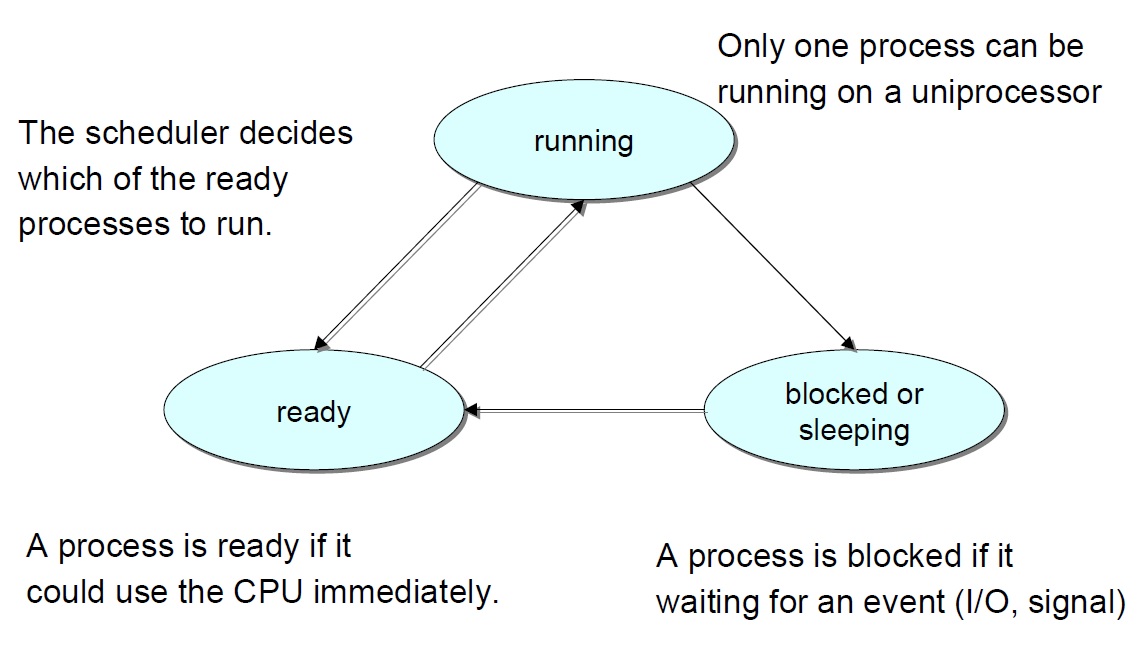 Only one process can be
running on a uniprocessor
The scheduler decides
which of the ready
processes to run.
running
ready
blocked or
sleeping
A process is ready if it
could use the CPU immediately.
A process is blocked if it
waiting for an event (I/O, signal)